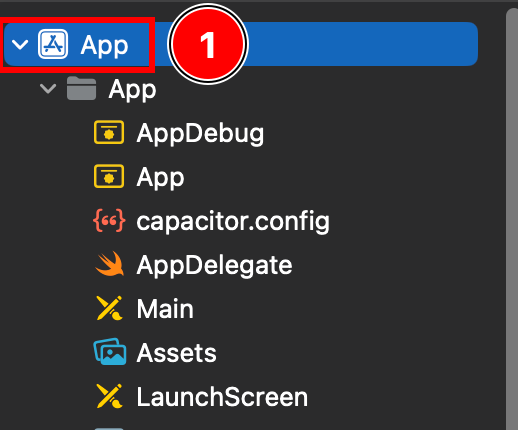 App
1
App
AppDebug
App
capacitor.config
AppDelegate
Main
Assets
LaunchScreen